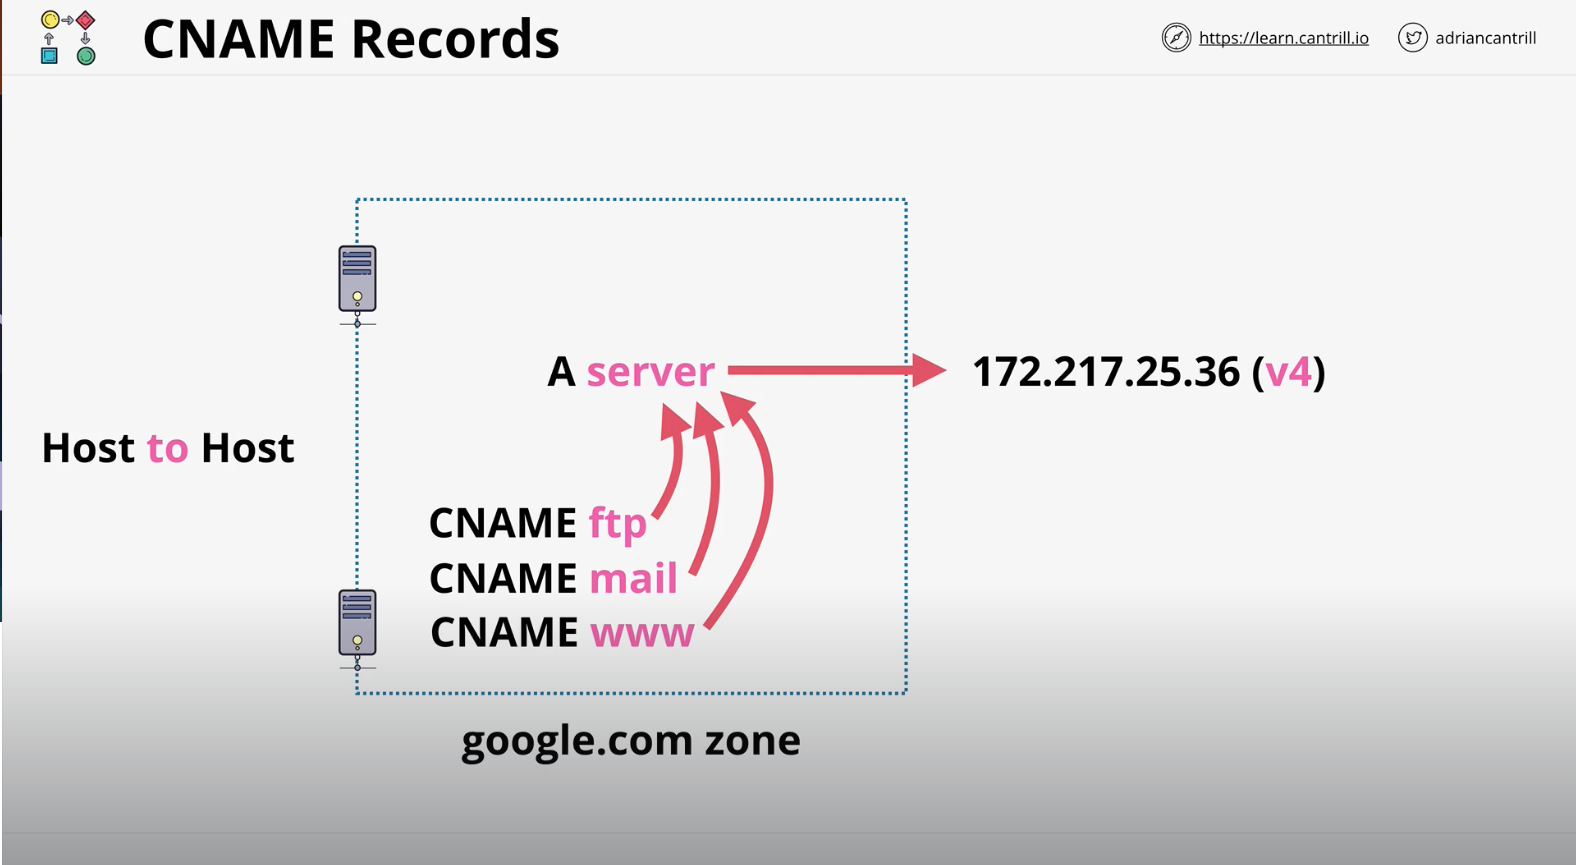 CNAME Records
https://learn.cantrill.io
adriancantrill
A server
172.217.25.36 (v4)
Host to Host
CNAME ftp
CNAME mail
CNAME www
google.com zone